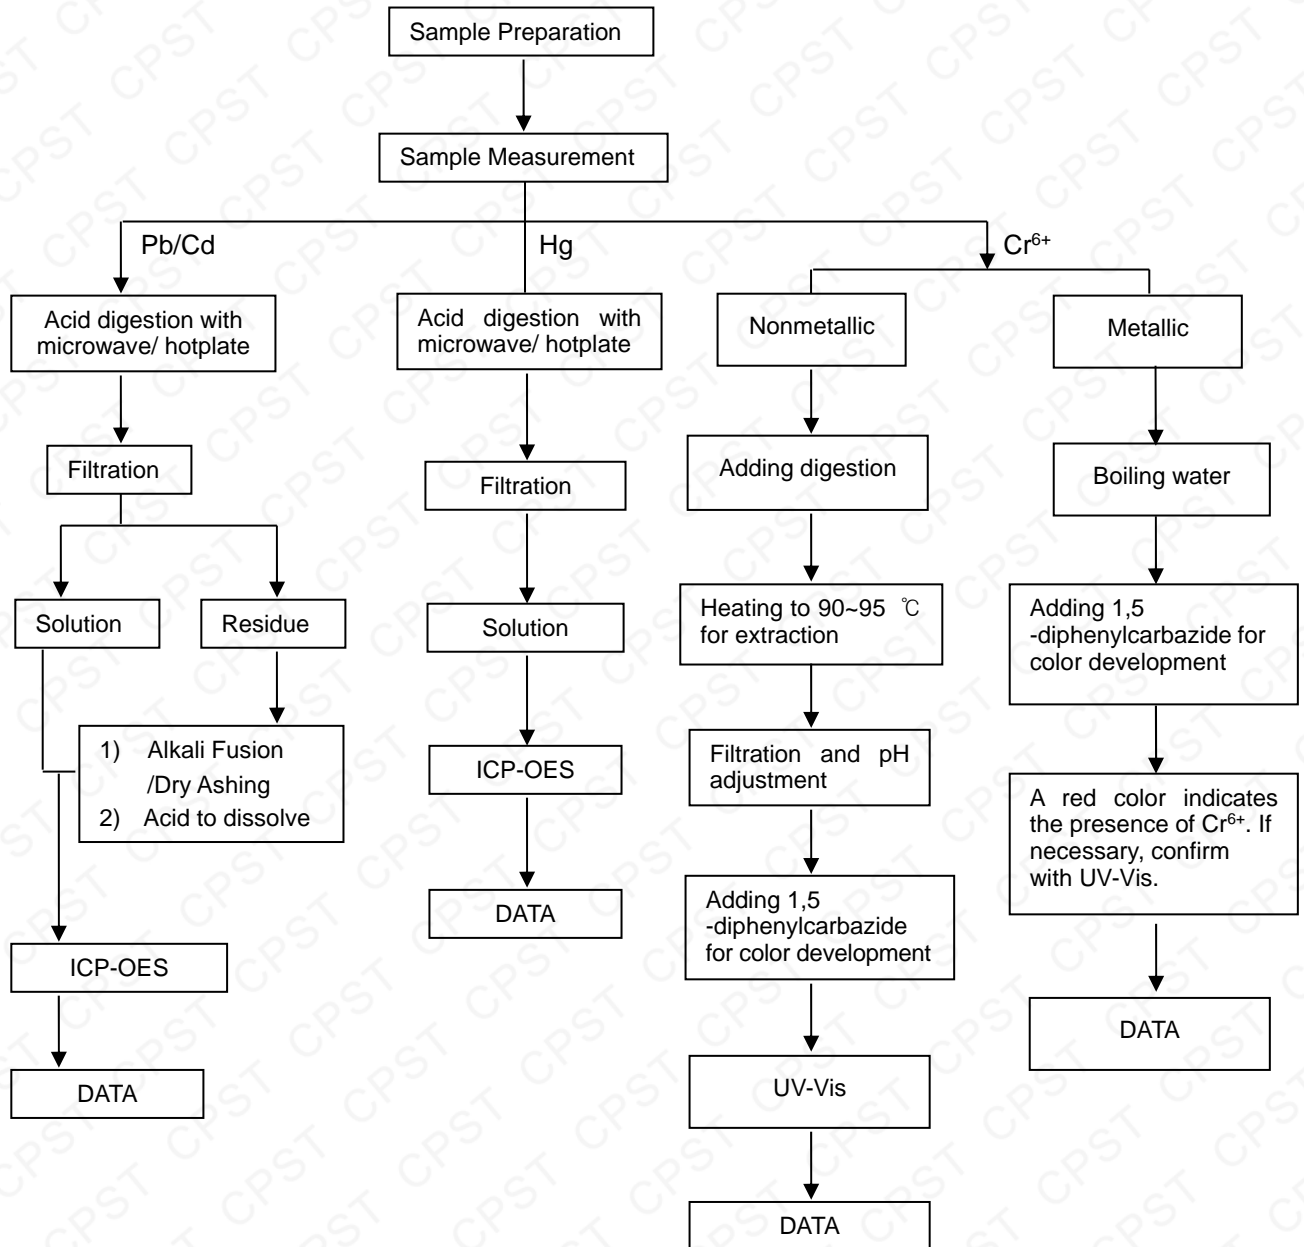 Sample Preparation
Sample Measurement
Pb/Cd
Acid digestion with
microwave/ hotplate
Filtration
Solution
Residue
1) Alkali Fusion
/Dry Ashing
2) Acid to dissolve
ICP-OES
DATA
Hg
Acid digestion with
microwave/ hotplate
Filtration
Solution
ICP-OES
DATA
Cr⁶⁺
Nonmetallic
Adding digestion
Heating to 90~95 ℃
for extraction
Filtration and pH
adjustment
Adding 1,5
-diphenylcarbazide
for color development
UV-Vis
DATA
Metallic
Boiling water
Adding 1,5
-diphenylcarbazide for
color development
A red color indicates
the presence of Cr⁶⁺. If
necessary, confirm
with UV-Vis.
DATA
CPST